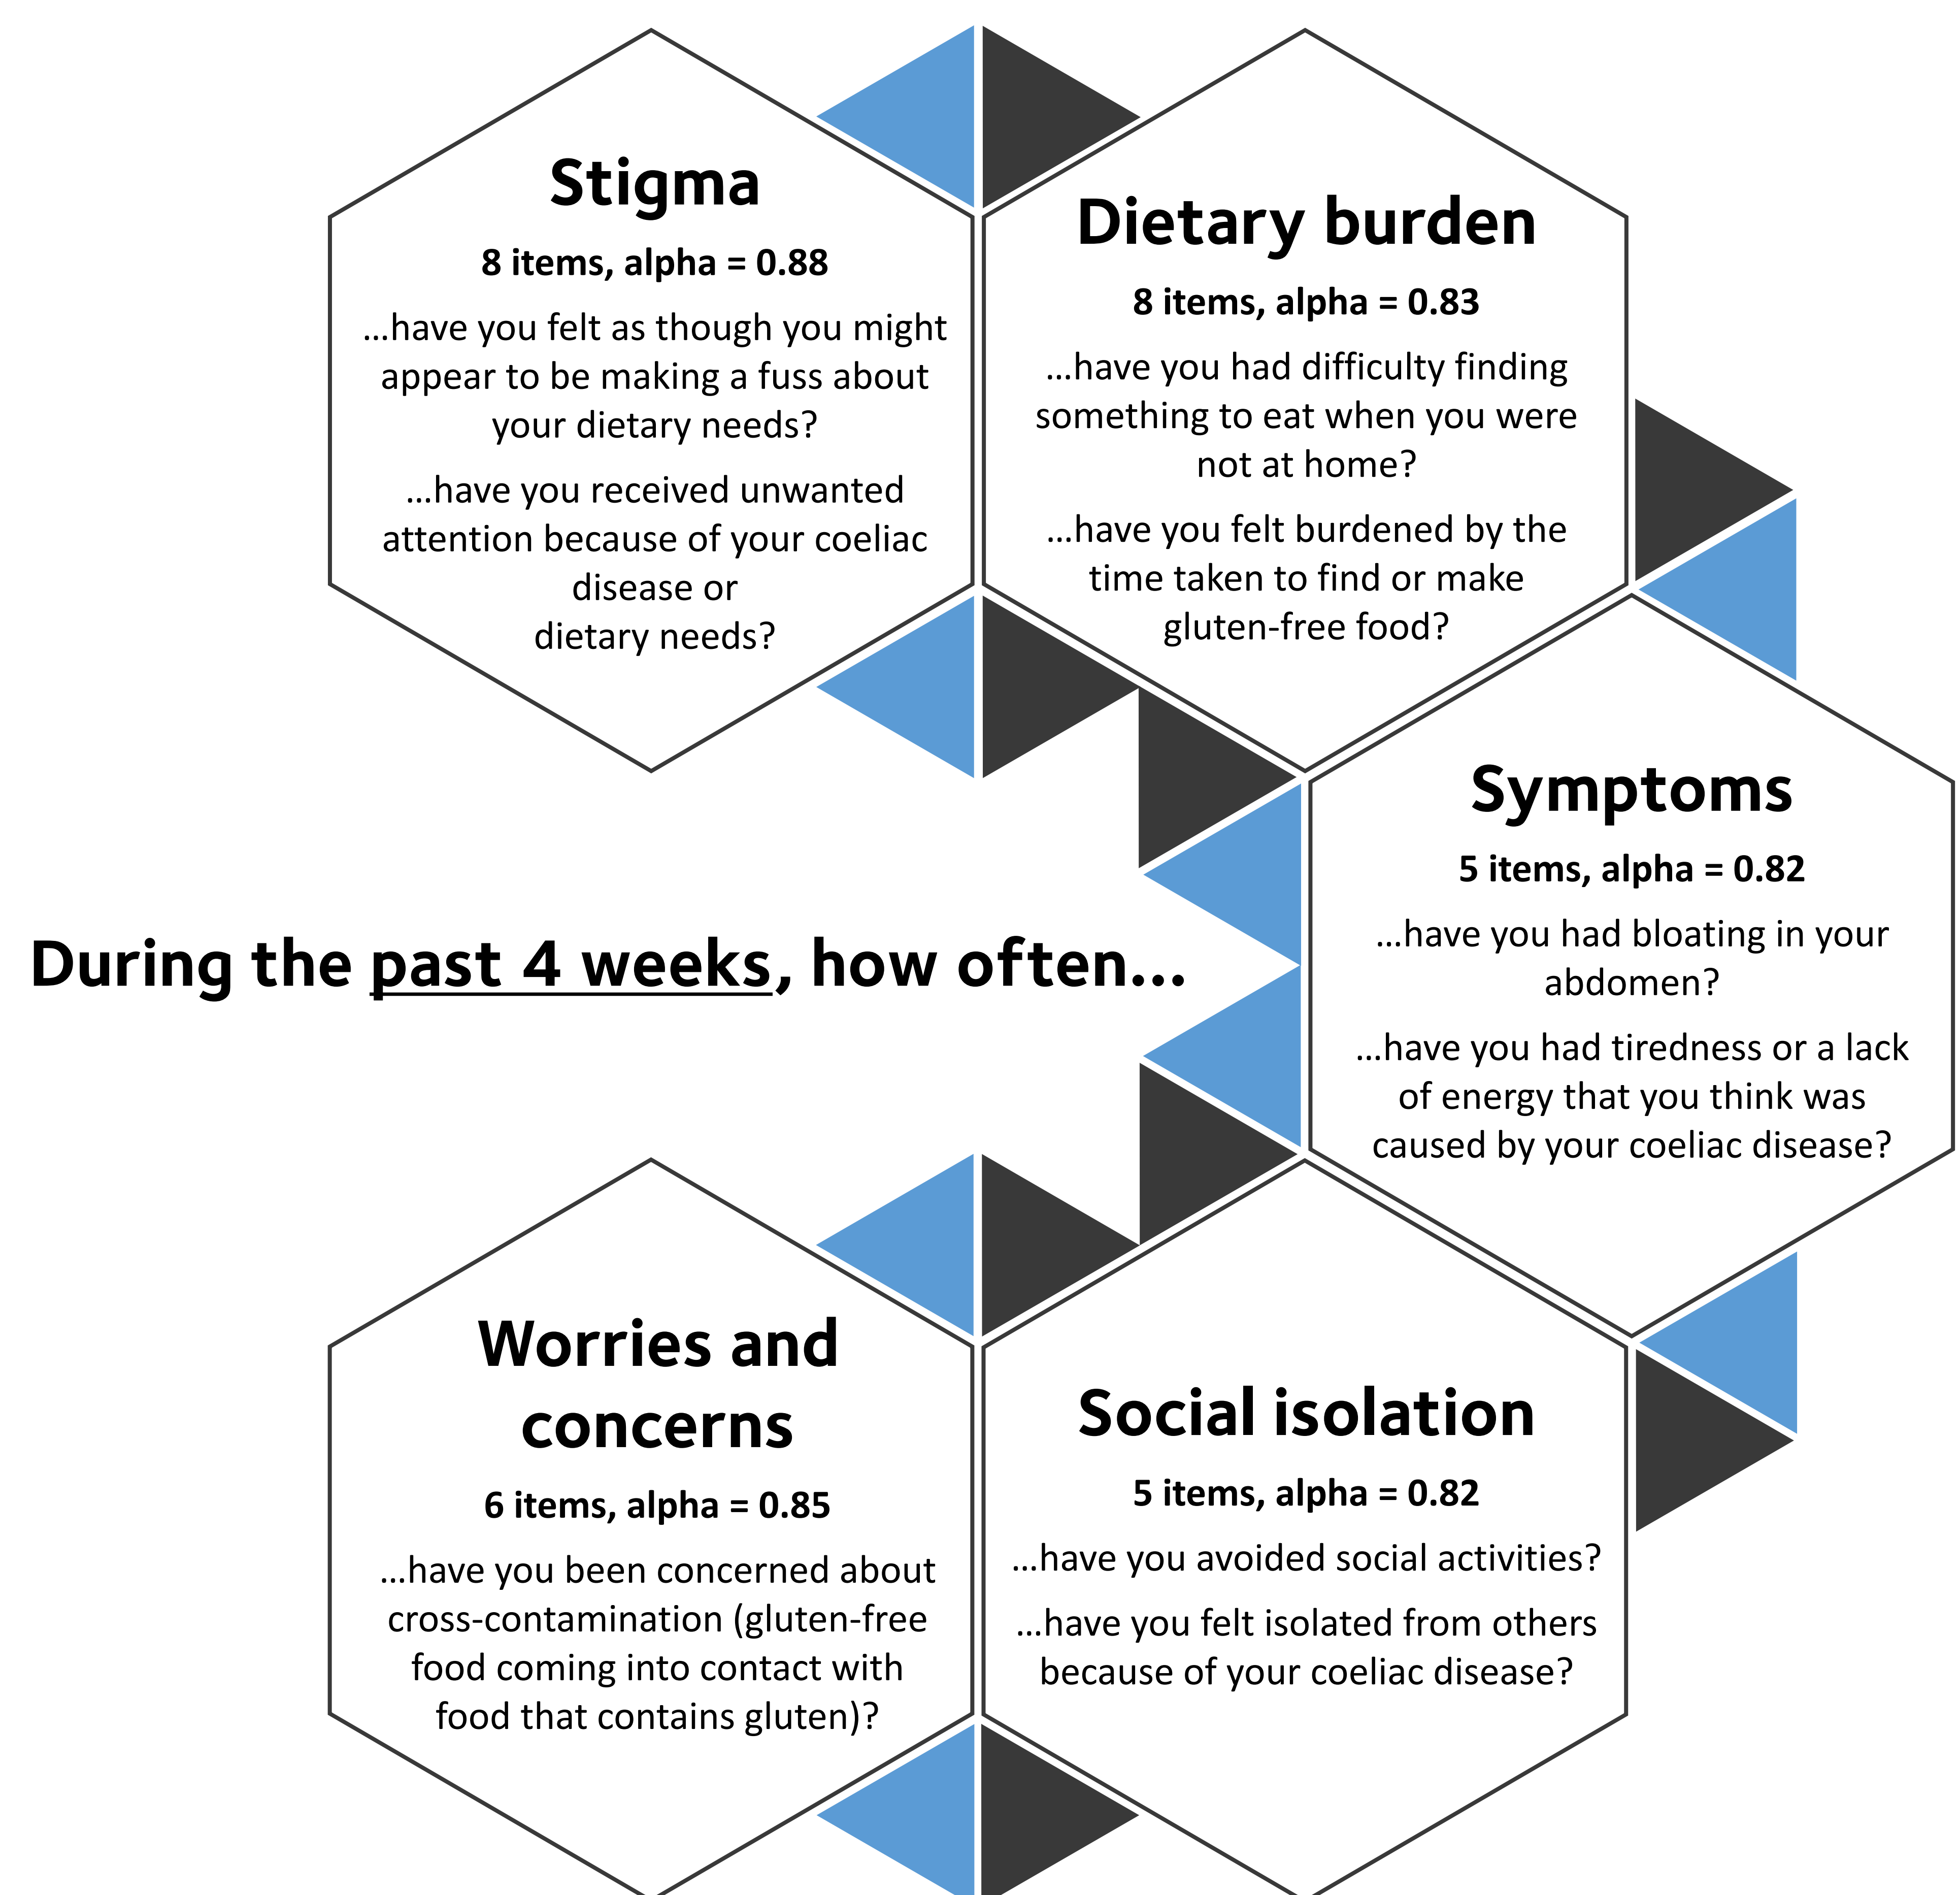 Stigma
8 items, alpha = 0.88
...have you felt as though you might
appear to be making a fuss about
your dietary needs?
...have you received unwanted
attention because of your coeliac
disease or
dietary needs?
Dietary burden
8 items, alpha = 0.83
...have you had difficulty finding
something to eat when you were
not at home?
...have you felt burdened by the
time taken to find or make
gluten-free food?
Symptoms
5 items, alpha = 0.82
...have you had bloating in your
abdomen?
...have you had tiredness or a lack
of energy that you think was
caused by your coeliac disease?
During the past 4 weeks, how often...
Worries and
concerns
6 items, alpha = 0.85
...have you been concerned about
cross-contamination (gluten-free
food coming into contact with
food that contains gluten)?
Social isolation
5 items, alpha = 0.82
...have you avoided social activities?
...have you felt isolated from others
because of your coeliac disease?